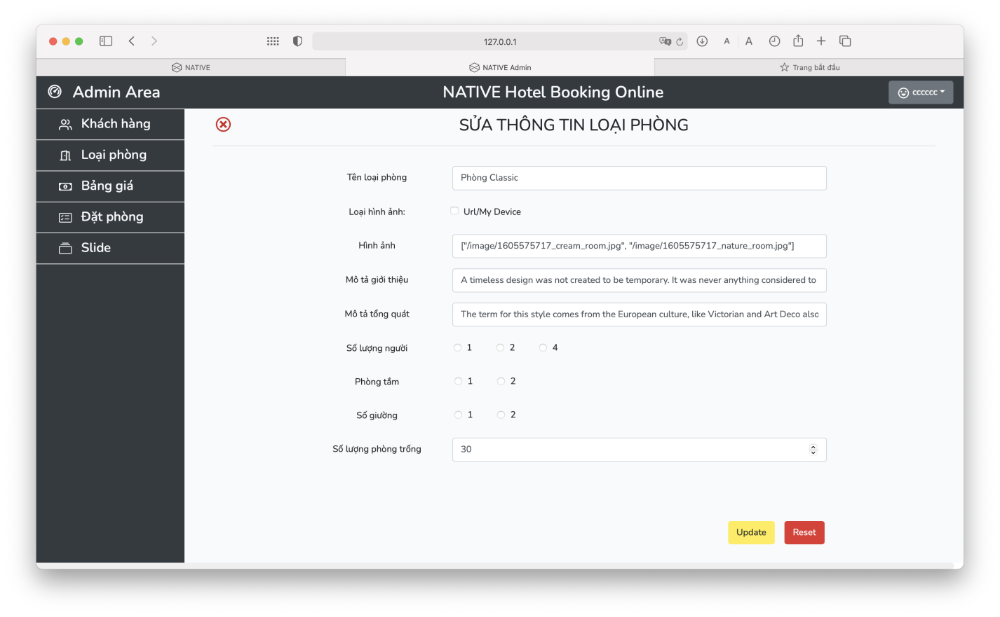 127.0.0.1
A A
NATIVE
NATIVE Admin
Trang bắt đầu
Admin Area
NATIVE Hotel Booking Online
cccccc
Khách hàng
Loại phòng
Bảng giá
Đặt phòng
Slide
SỬA THÔNG TIN LOẠI PHÒNG
Tên loại phòng
Phòng Classic
Loại hình ảnh:
Url/My Device
Hình ảnh
["/image/1605575717_cream_room.jpg", "/image/1605575717_nature_room.jpg"]
Mô tả giới thiệu
A timeless design was not created to be temporary. It was never anything considered to
Mô tả tổng quát
The term for this style comes from the European culture, like Victorian and Art Deco also
Số lượng người
1 2 4
Phòng tắm
1 2
Số giường
1 2
Số lượng phòng trống
30
Update
Reset